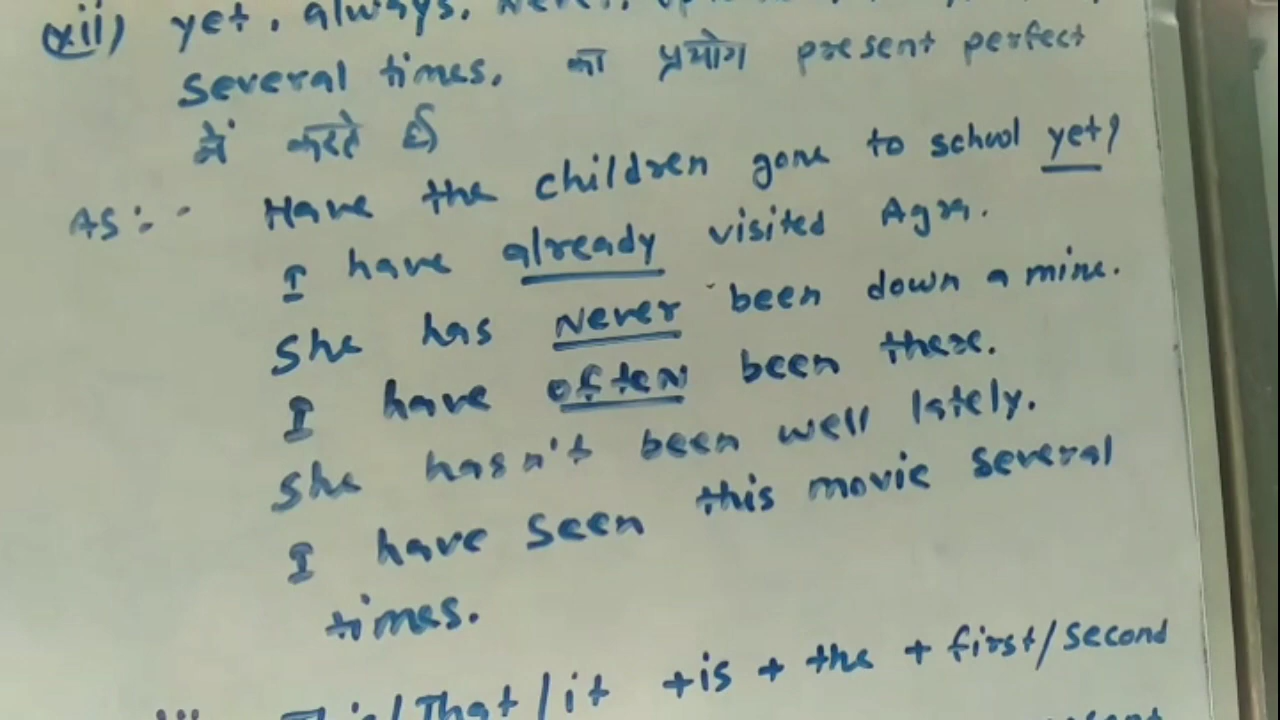 (xii) yet, always, Never,
several times, का प्रयोग present perfect
में करते हैं
As:- Have the children gone to school yet?
I have already visited Agra.
She has Never been down a mine.
I have often been there.
She hasn't been well lately.
I have seen this movie several
times.
This/That/it +is + the + first/second